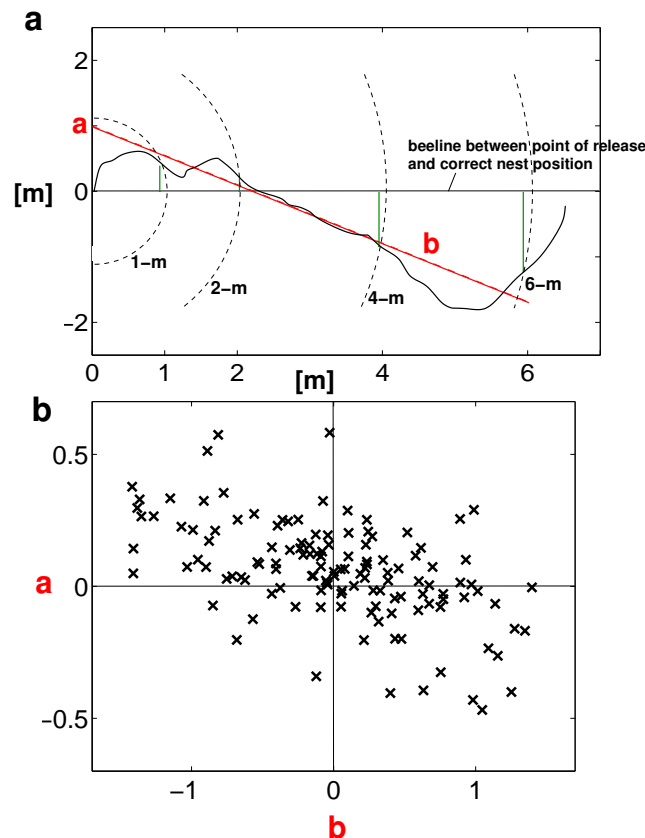 a
2
a
beeline between point of release
and correct nest position
[m]
0
b
1−m
2−m
4−m
6−m
−2
0
2
4
6
[m]
b
0.5
a
0
−0.5
−1
0
1
b